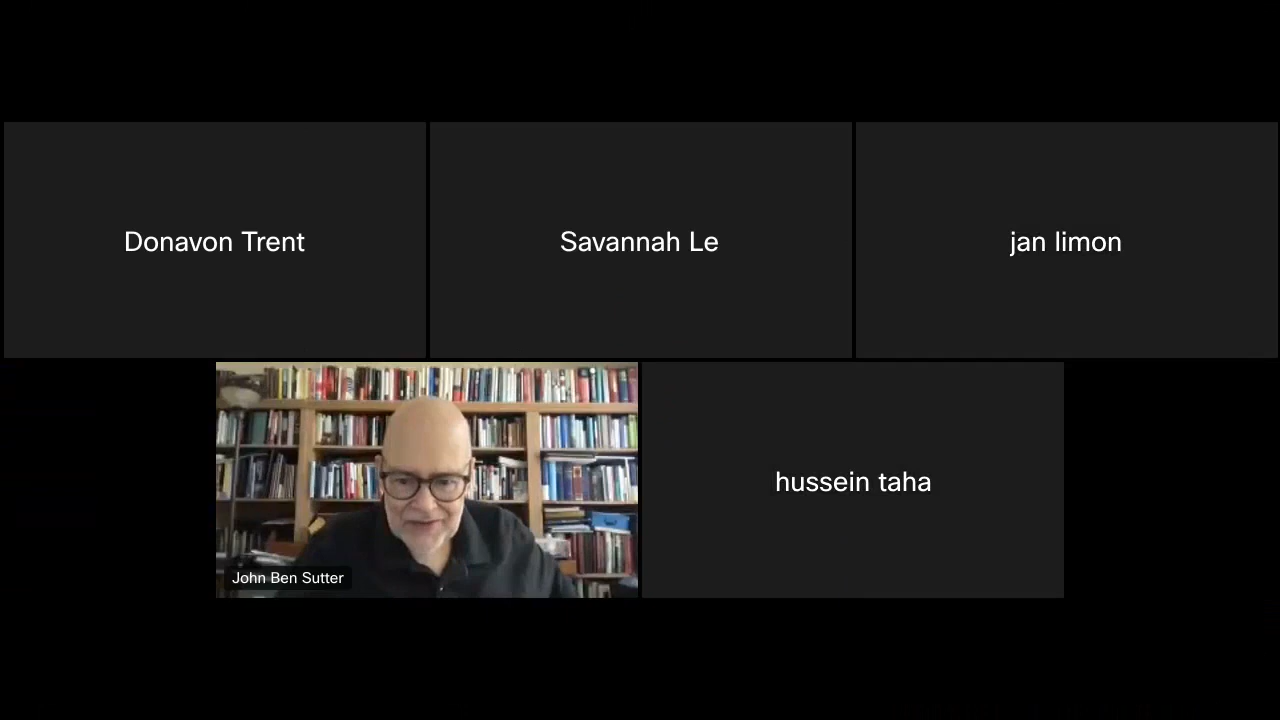 Donavon Trent
Savannah Le
jan limon
John Ben Sutter
hussein taha